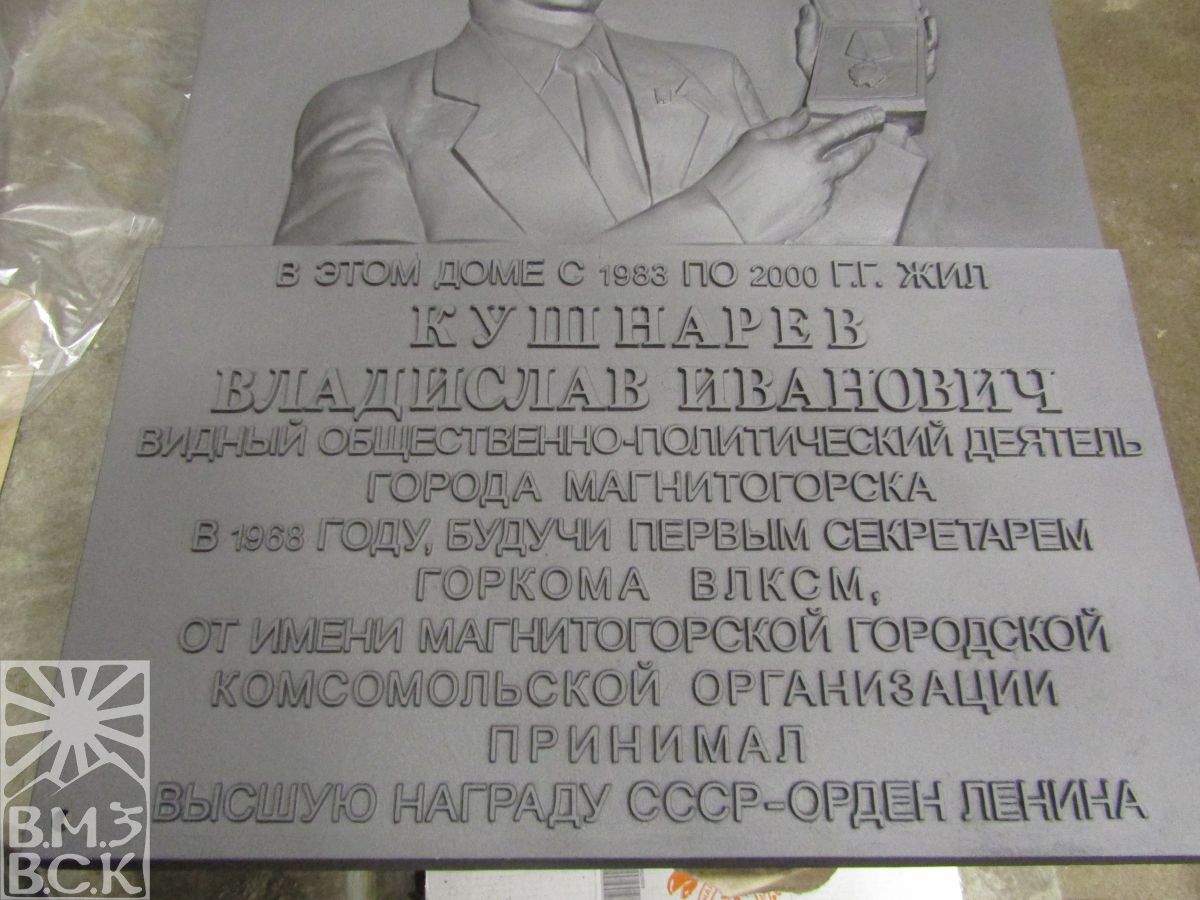 В ЭТОМ ДОМЕ С 1983 ПО 2000 Г.Г. ЖИЛ
КУШНАРЕВ
ВЛАДИСЛАВ ИВАНОВИЧ
ВИДНЫЙ ОБЩЕСТВЕННО-ПОЛИТИЧЕСКИЙ ДЕЯТЕЛЬ
ГОРОДА МАГНИТОГОРСКА
В 1968 ГОДУ, БУДУЧИ ПЕРВЫМ СЕКРЕТАРЕМ
ГОРКОМА ВЛКСМ,
ОТ ИМЕНИ МАГНИТОГОРСКОЙ ГОРОДСКОЙ
КОМСОМОЛЬСКОЙ ОРГАНИЗАЦИИ
ПРИНИМАЛ
ВЫСШУЮ НАГРАДУ СССР-ОРДЕН ЛЕНИНА
В.М.З
В.С.К